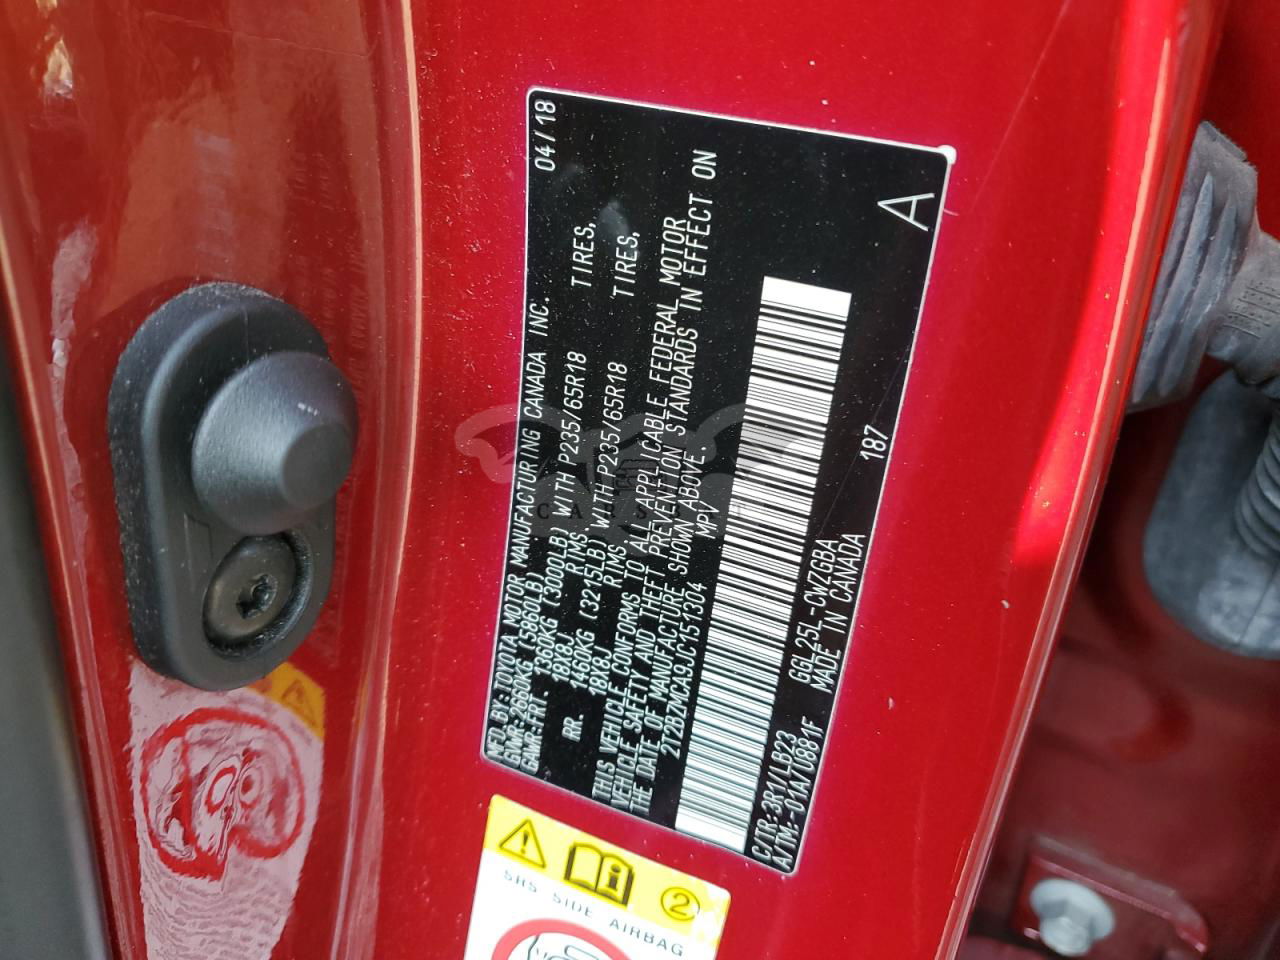 MFD. BY: TOYOTA MOTOR MANUFACTURING CANADA INC. 04/18
GVWR: 2660KG (5860LB)
GAWR: FRT. 1360KG (3000LB) WITH P235/65R18 TIRES,
18X8J RIMS
RR. 1460KG (3215LB) WITH P235/65R18 TIRES,
18X8J RIMS
THIS VEHICLE CONFORMS TO ALL APPLICABLE FEDERAL MOTOR
VEHICLE SAFETY AND THEFT PREVENTION STANDARDS IN EFFECT ON
THE DATE OF MANUFACTURE SHOWN ABOVE.
2T2BZMCA9JC151304 MPV
A
187
C/TR: 3R1/LB23 GGL25L-CWZGBA
A/TM: -01A/U881F MADE IN CANADA
2
SRS SIDE AIRBAG